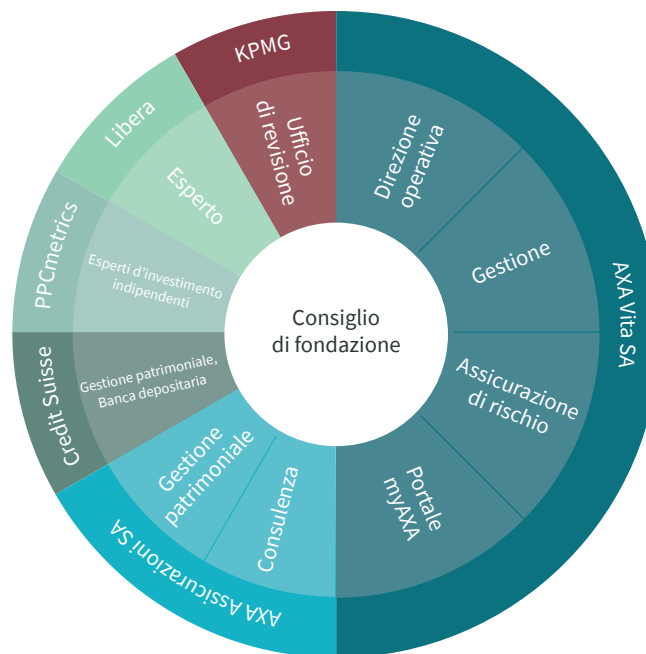 KPMG
Ufficio
di revisione
Libera
Esperto
PPCmetrics
Esperti d’investimento
indipendenti
Credit Suisse
Gestione patrimoniale,
Banca depositaria
AXA Assicurazioni SA
Gestione
patrimoniale
Consulenza
AXA Vita SA
Direzione
operativa
Gestione
Assicurazione
di rischio
Portale
myAXA
Consiglio
di fondazione